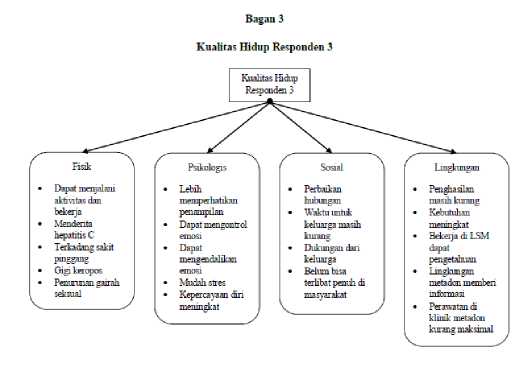 Bagan 3
Kualitas Hidup Responden 3
Kualitas Hidup
Responden 3
Fisik
• Dapat menjalani
aktivitas dan
bekerja
• Menderita
hepatitis C
• Terkadang sakit
pinggang
• Gigi keropos
• Penurunan gairah
seksual
Psikologis
• Lebih
memperhatikan
penampilan
• Dapat mengontrol
emosi
• Dapat
mengendalikan
emosi
• Mudah stres
• Kepercayaan diri
meningkat
Sosial
• Perbaikan
hubungan
• Waktu untuk
keluarga masih
kurang
• Dukungan dari
keluarga
• Belum bisa
terlibat penuh di
masyarakat
Lingkungan
• Penghasilan
masih kurang
• Kebutuhan
meningkat
• Bekerja di LSM
dapat
pengetahuan
• Lingkungan
metadon memberi
informasi
• Perawatan di
klinik metadon
kurang maksimal